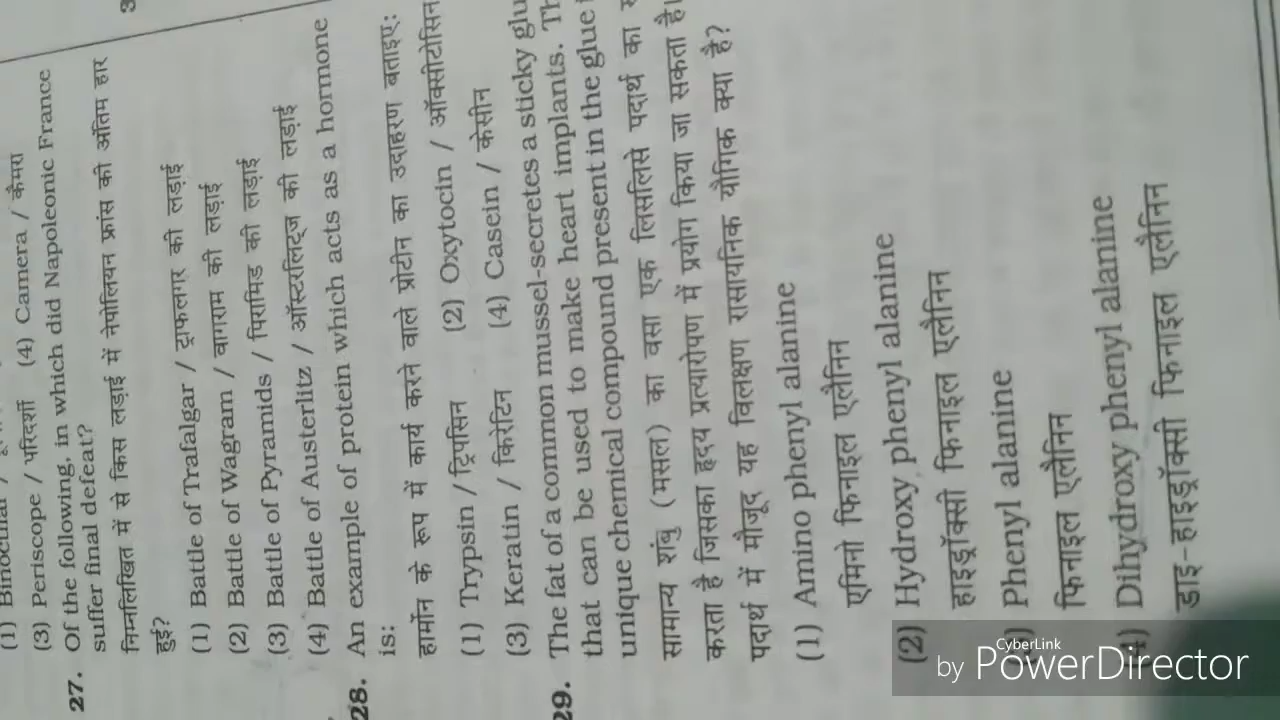 (1) Binocular /
(3) Periscope / परिदर्शी (4) Camera / कैमरा
27. Of the following, in which did Napoleonic France
suffer final defeat?
निम्नलिखित में से किस लड़ाई में नेपोलियन फ्रांस की अंतिम हार
हुई?
(1) Battle of Trafalgar / ट्राफलगर की लड़ाई
(2) Battle of Wagram / वागराम की लड़ाई
(3) Battle of Pyramids / पिरामिड की लड़ाई
(4) Battle of Austerlitz / ऑस्टरलिट्ज की लड़ाई
28. An example of protein which acts as a hormone
is:
हार्मोन के रूप में कार्य करने वाले प्रोटीन का उदाहरण बताइए:
(1) Trypsin / ट्रिपसिन (2) Oxytocin / ऑक्सीटोसिन
(3) Keratin / किरेटिन (4) Casein / केसीन
29. The fat of a common mussel-secretes a sticky glu
that can be used to make heart implants. Th
unique chemical compound present in the glue
सामान्य शंबु (मसल) का वसा एक लिसलिसे पदार्थ का
करता है जिसका हृदय प्रत्यारोपण में प्रयोग किया जा सकता है।
पदार्थ में मौजूद यह विलक्षण रासायनिक यौगिक क्या है?
(1) Amino phenyl alanine
एमिनो फिनाइल एलैनिन
(2) Hydroxy phenyl alanine
हाइड्रॉक्सी फिनाइल एलैनिन
(3) Phenyl alanine
फिनाइल एलैनिन
(4) Dihydroxy phenyl alanine
डाइ-हाइड्रॉक्सी फिनाइल एलैनिन
3
CyberLink
by PowerDirector